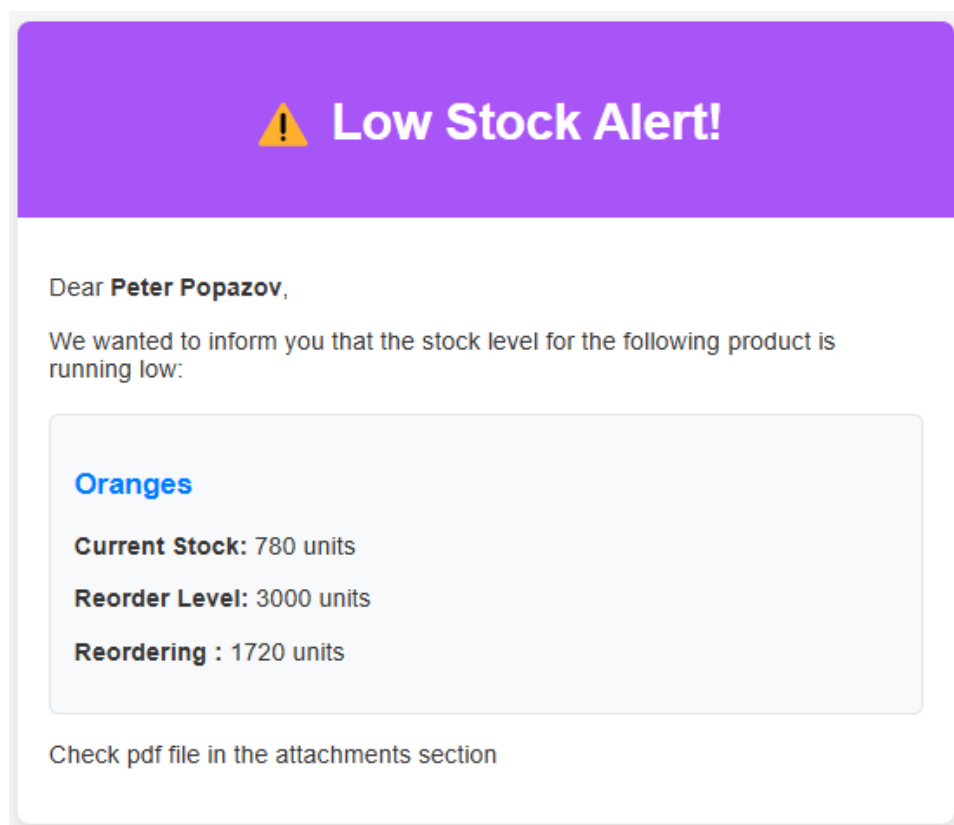 ⚠ Low Stock Alert!
Dear Peter Popazov,
We wanted to inform you that the stock level for the following product is
running low:
Oranges
Current Stock: 780 units
Reorder Level: 3000 units
Reordering : 1720 units
Check pdf file in the attachments section